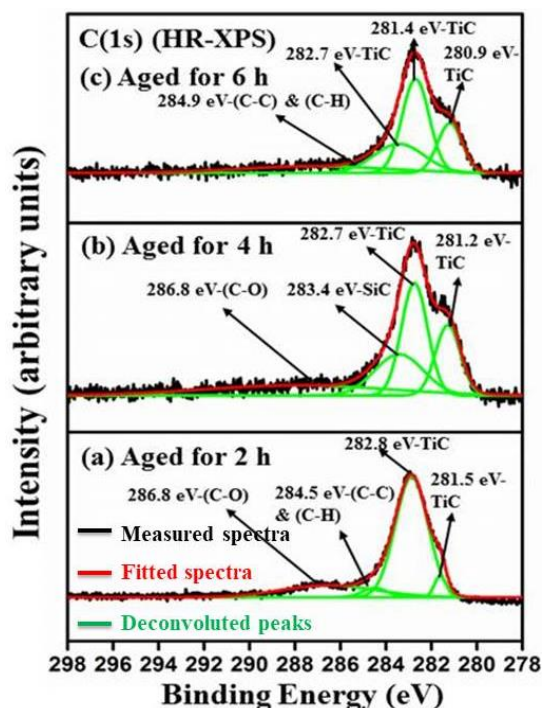 C(1s) (HR-XPS)
281.4 eV-TiC
282.7 eV-TiC
280.9 eV-
TiC
(c) Aged for 6 h
284.9 eV-(C-C) & (C-H)
(b) Aged for 4 h
282.7 eV-TiC
281.2 eV-
TiC
286.8 eV-(C-O)
283.4 eV-SiC
(a) Aged for 2 h
282.8 eV-TiC
281.5 eV-
TiC
286.8 eV-(C-O)
284.5 eV-(C-C)
& (C-H)
Measured spectra
Fitted spectra
Deconvoluted peaks
298 296 294 292 290 288 286 284 282 280 278
Binding Energy (eV)
Intensity (arbitrary units)